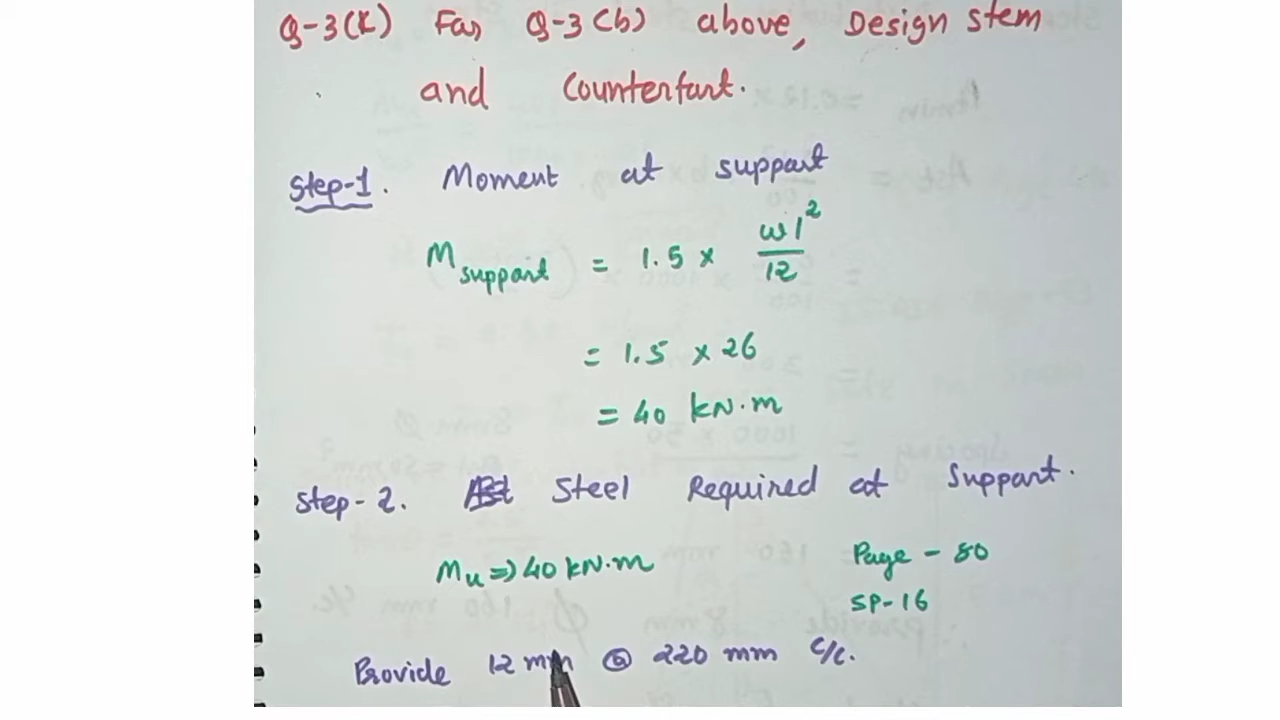 Q-3(K) For Q-3(b) above, Design stem
and Counterfort.
Step-1. Moment at support
M support = 1.5 × wl²/12
= 1.5 × 26
= 40 kN.m
Step-2. Steel Required at Support.
Mu => 40 kN.m Page - 80
SP-16
Provide 12 mm @ 220 mm c/c.